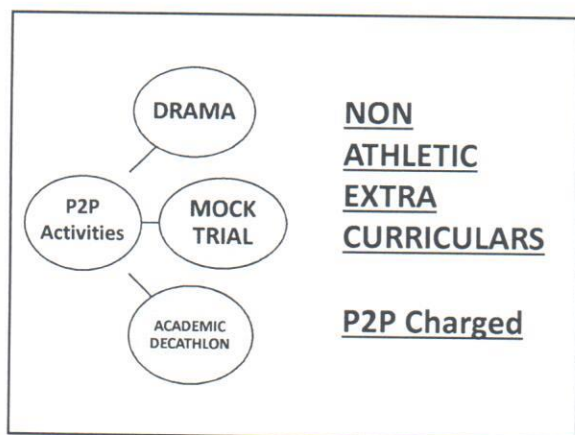 DRAMA
P2P
Activities
MOCK
TRIAL
ACADEMIC
DECATHLON
NON
ATHLETIC
EXTRA
CURRICULARS
P2P Charged